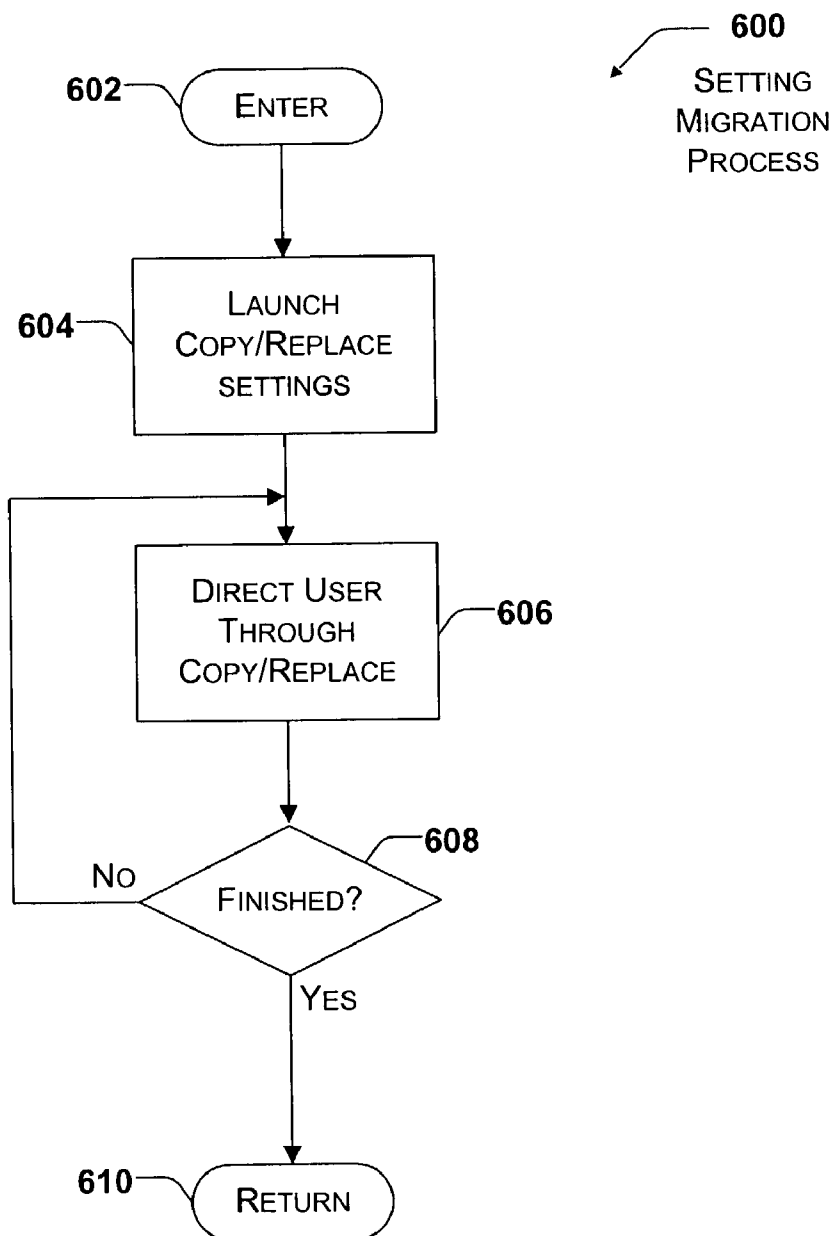 600
SETTING
MIGRATION
PROCESS
602
ENTER
604
LAUNCH
COPY/REPLACE
SETTINGS
606
DIRECT USER
THROUGH
COPY/REPLACE
608
NO
FINISHED?
YES
610
RETURN